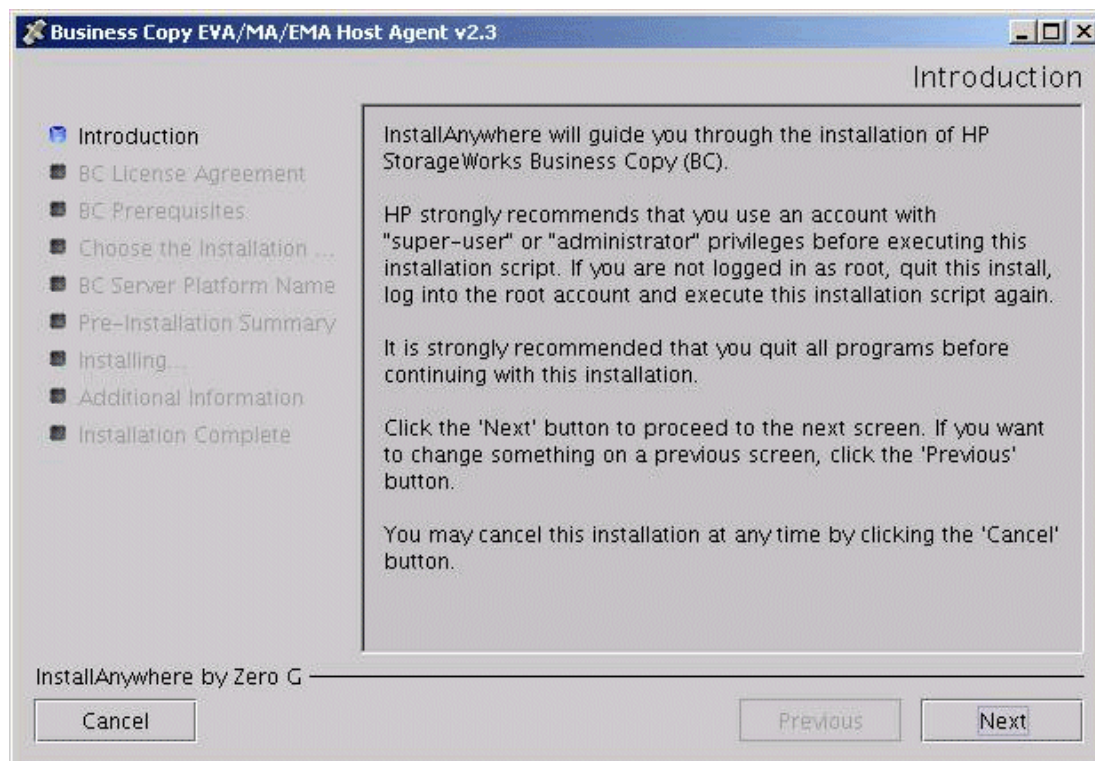 Business Copy EVA/MA/EMA Host Agent v2.3
Introduction
Introduction
BC License Agreement
BC Prerequisites
Choose the Installation ...
BC Server Platform Name
Pre-Installation Summary
Installing...
Additional Information
Installation Complete
InstallAnywhere will guide you through the installation of HP
StorageWorks Business Copy (BC).
HP strongly recommends that you use an account with
"super-user" or "administrator" privileges before executing this
installation script. If you are not logged in as root, quit this install,
log into the root account and execute this installation script again.
It is strongly recommended that you quit all programs before
continuing with this installation.
Click the 'Next' button to proceed to the next screen. If you want
to change something on a previous screen, click the 'Previous'
button.
You may cancel this installation at any time by clicking the 'Cancel'
button.
InstallAnywhere by Zero G
Cancel
Previous
Next